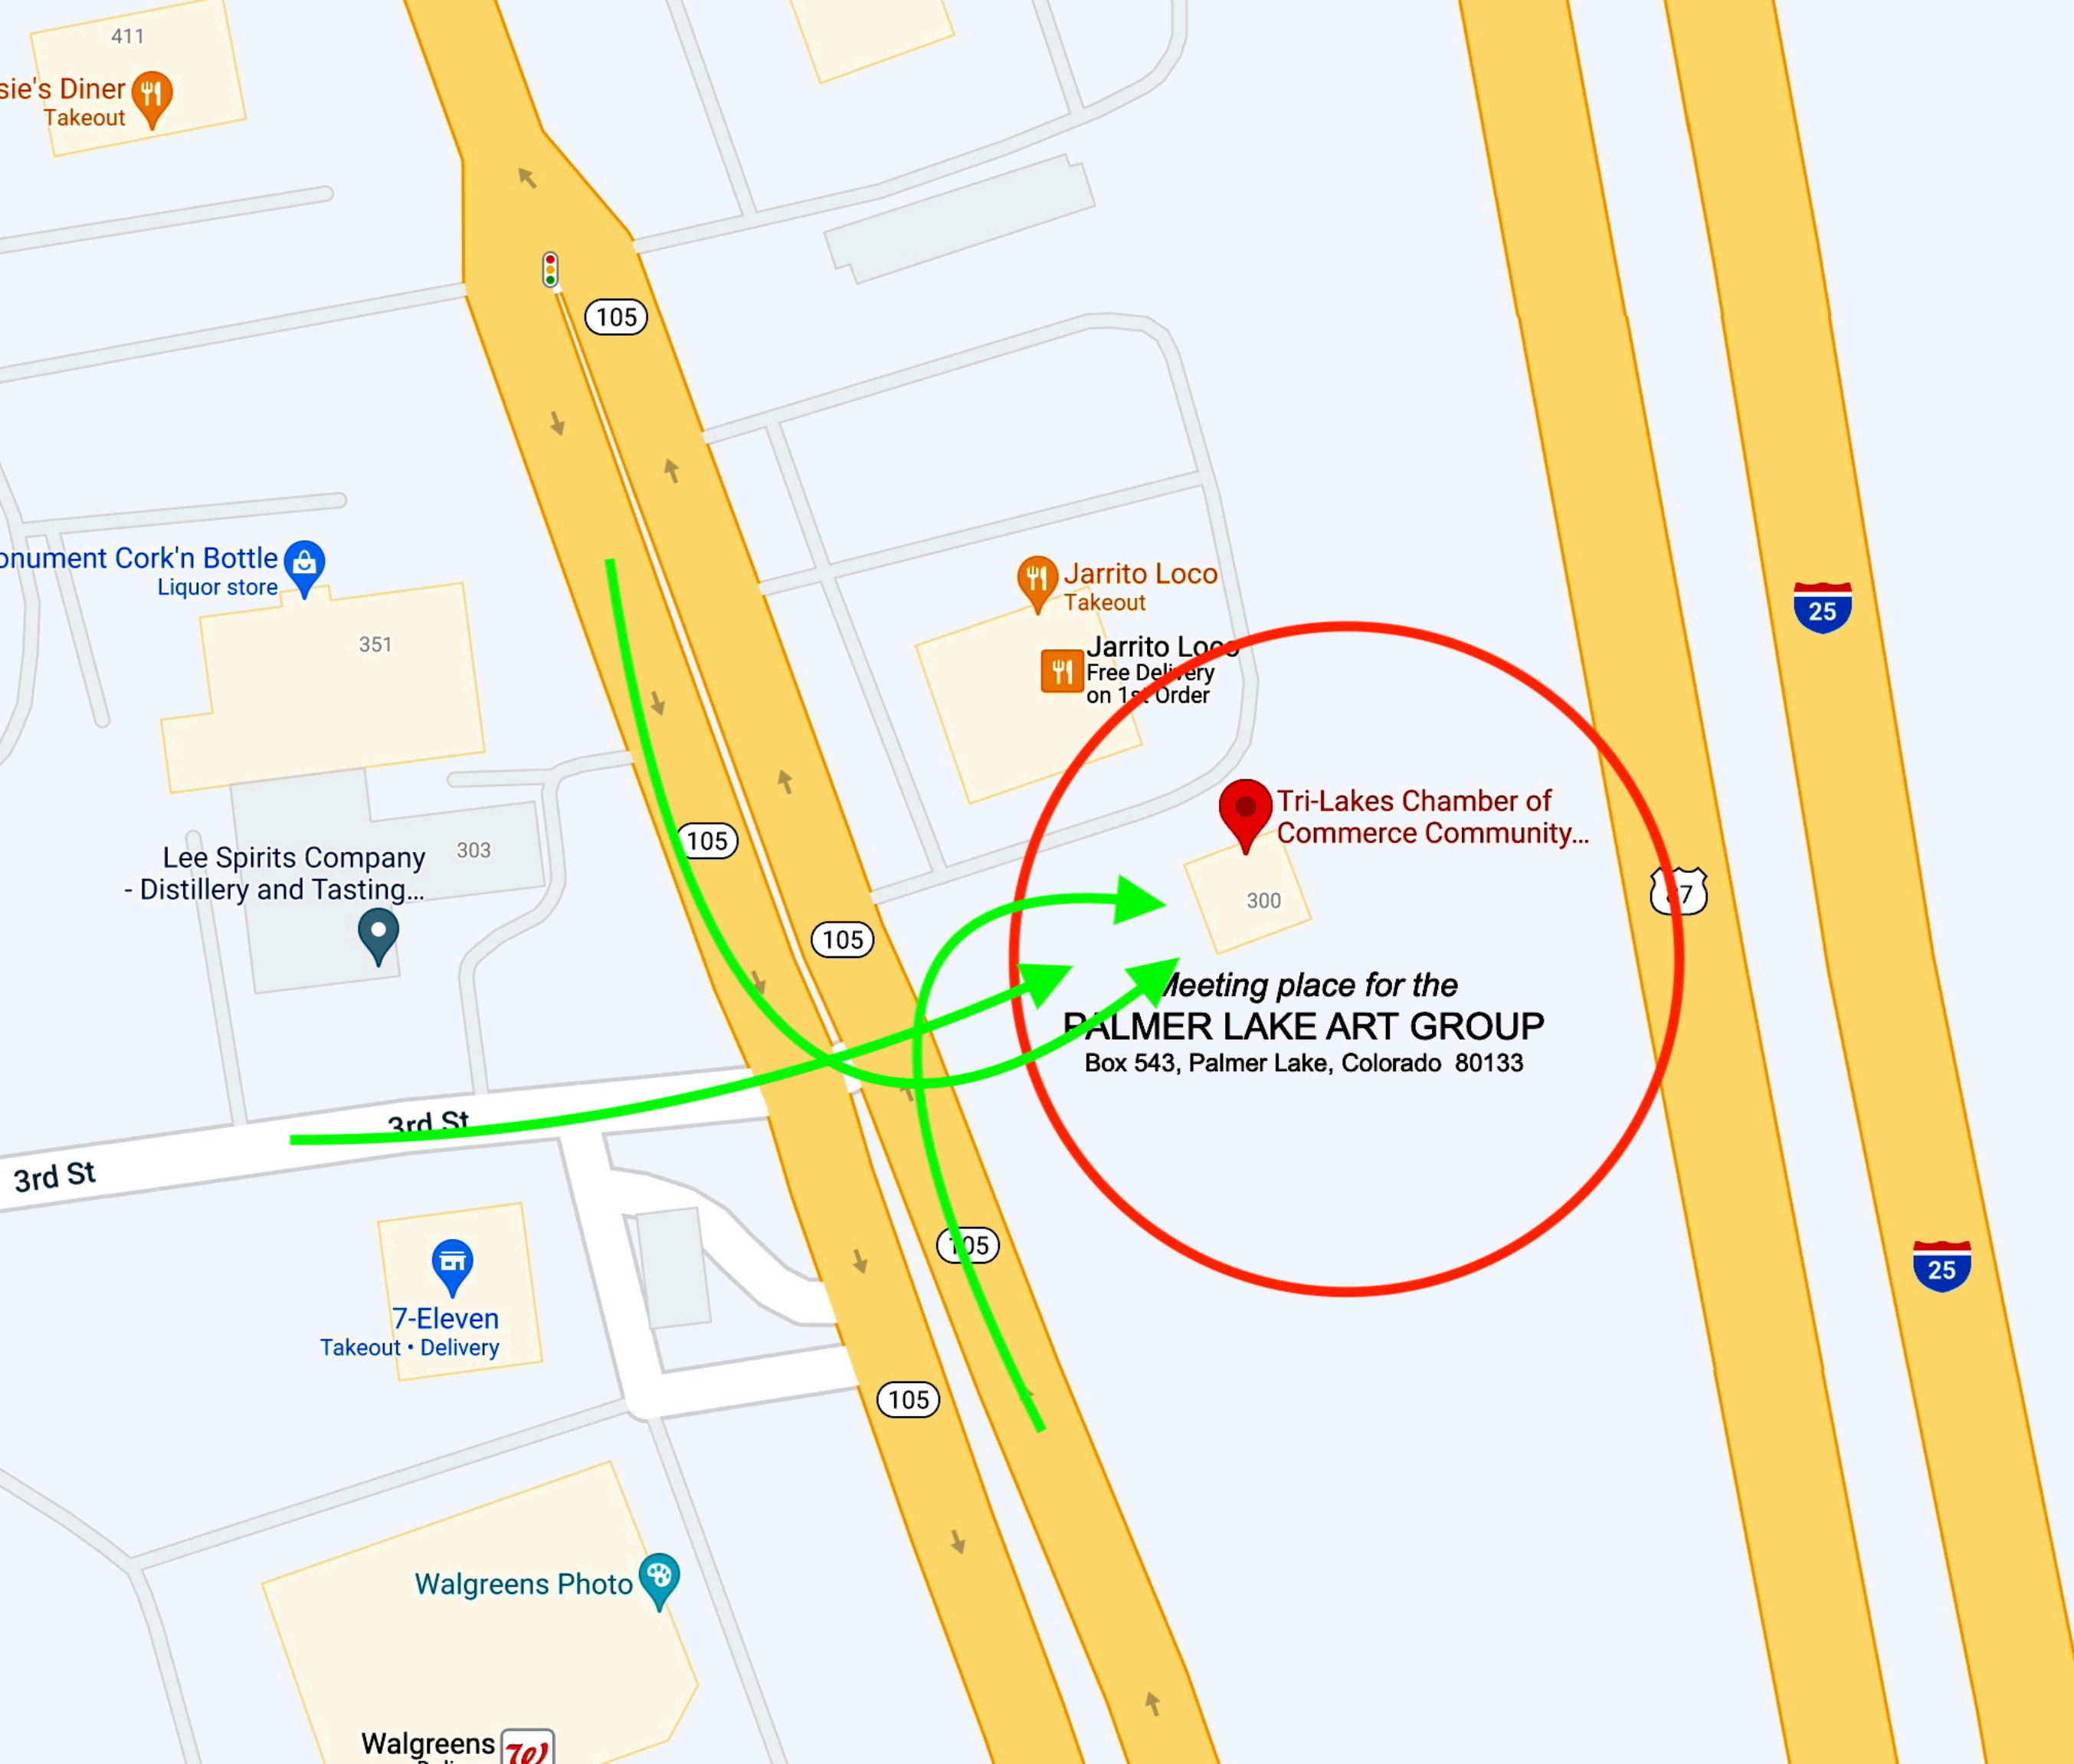 411
sie's Diner
Takeout
105
onument Cork'n Bottle
Liquor store
351
Jarrito Loco
Takeout
Jarrito Loco
Free Delivery
on 1st Order
25
105
Lee Spirits Company
- Distillery and Tasting...
303
Tri-Lakes Chamber of
Commerce Community...
300
87
105
Meeting place for the
PALMER LAKE ART GROUP
Box 543, Palmer Lake, Colorado 80133
3rd St
3rd St
105
25
7-Eleven
Takeout • Delivery
105
Walgreens Photo
Walgreens
W